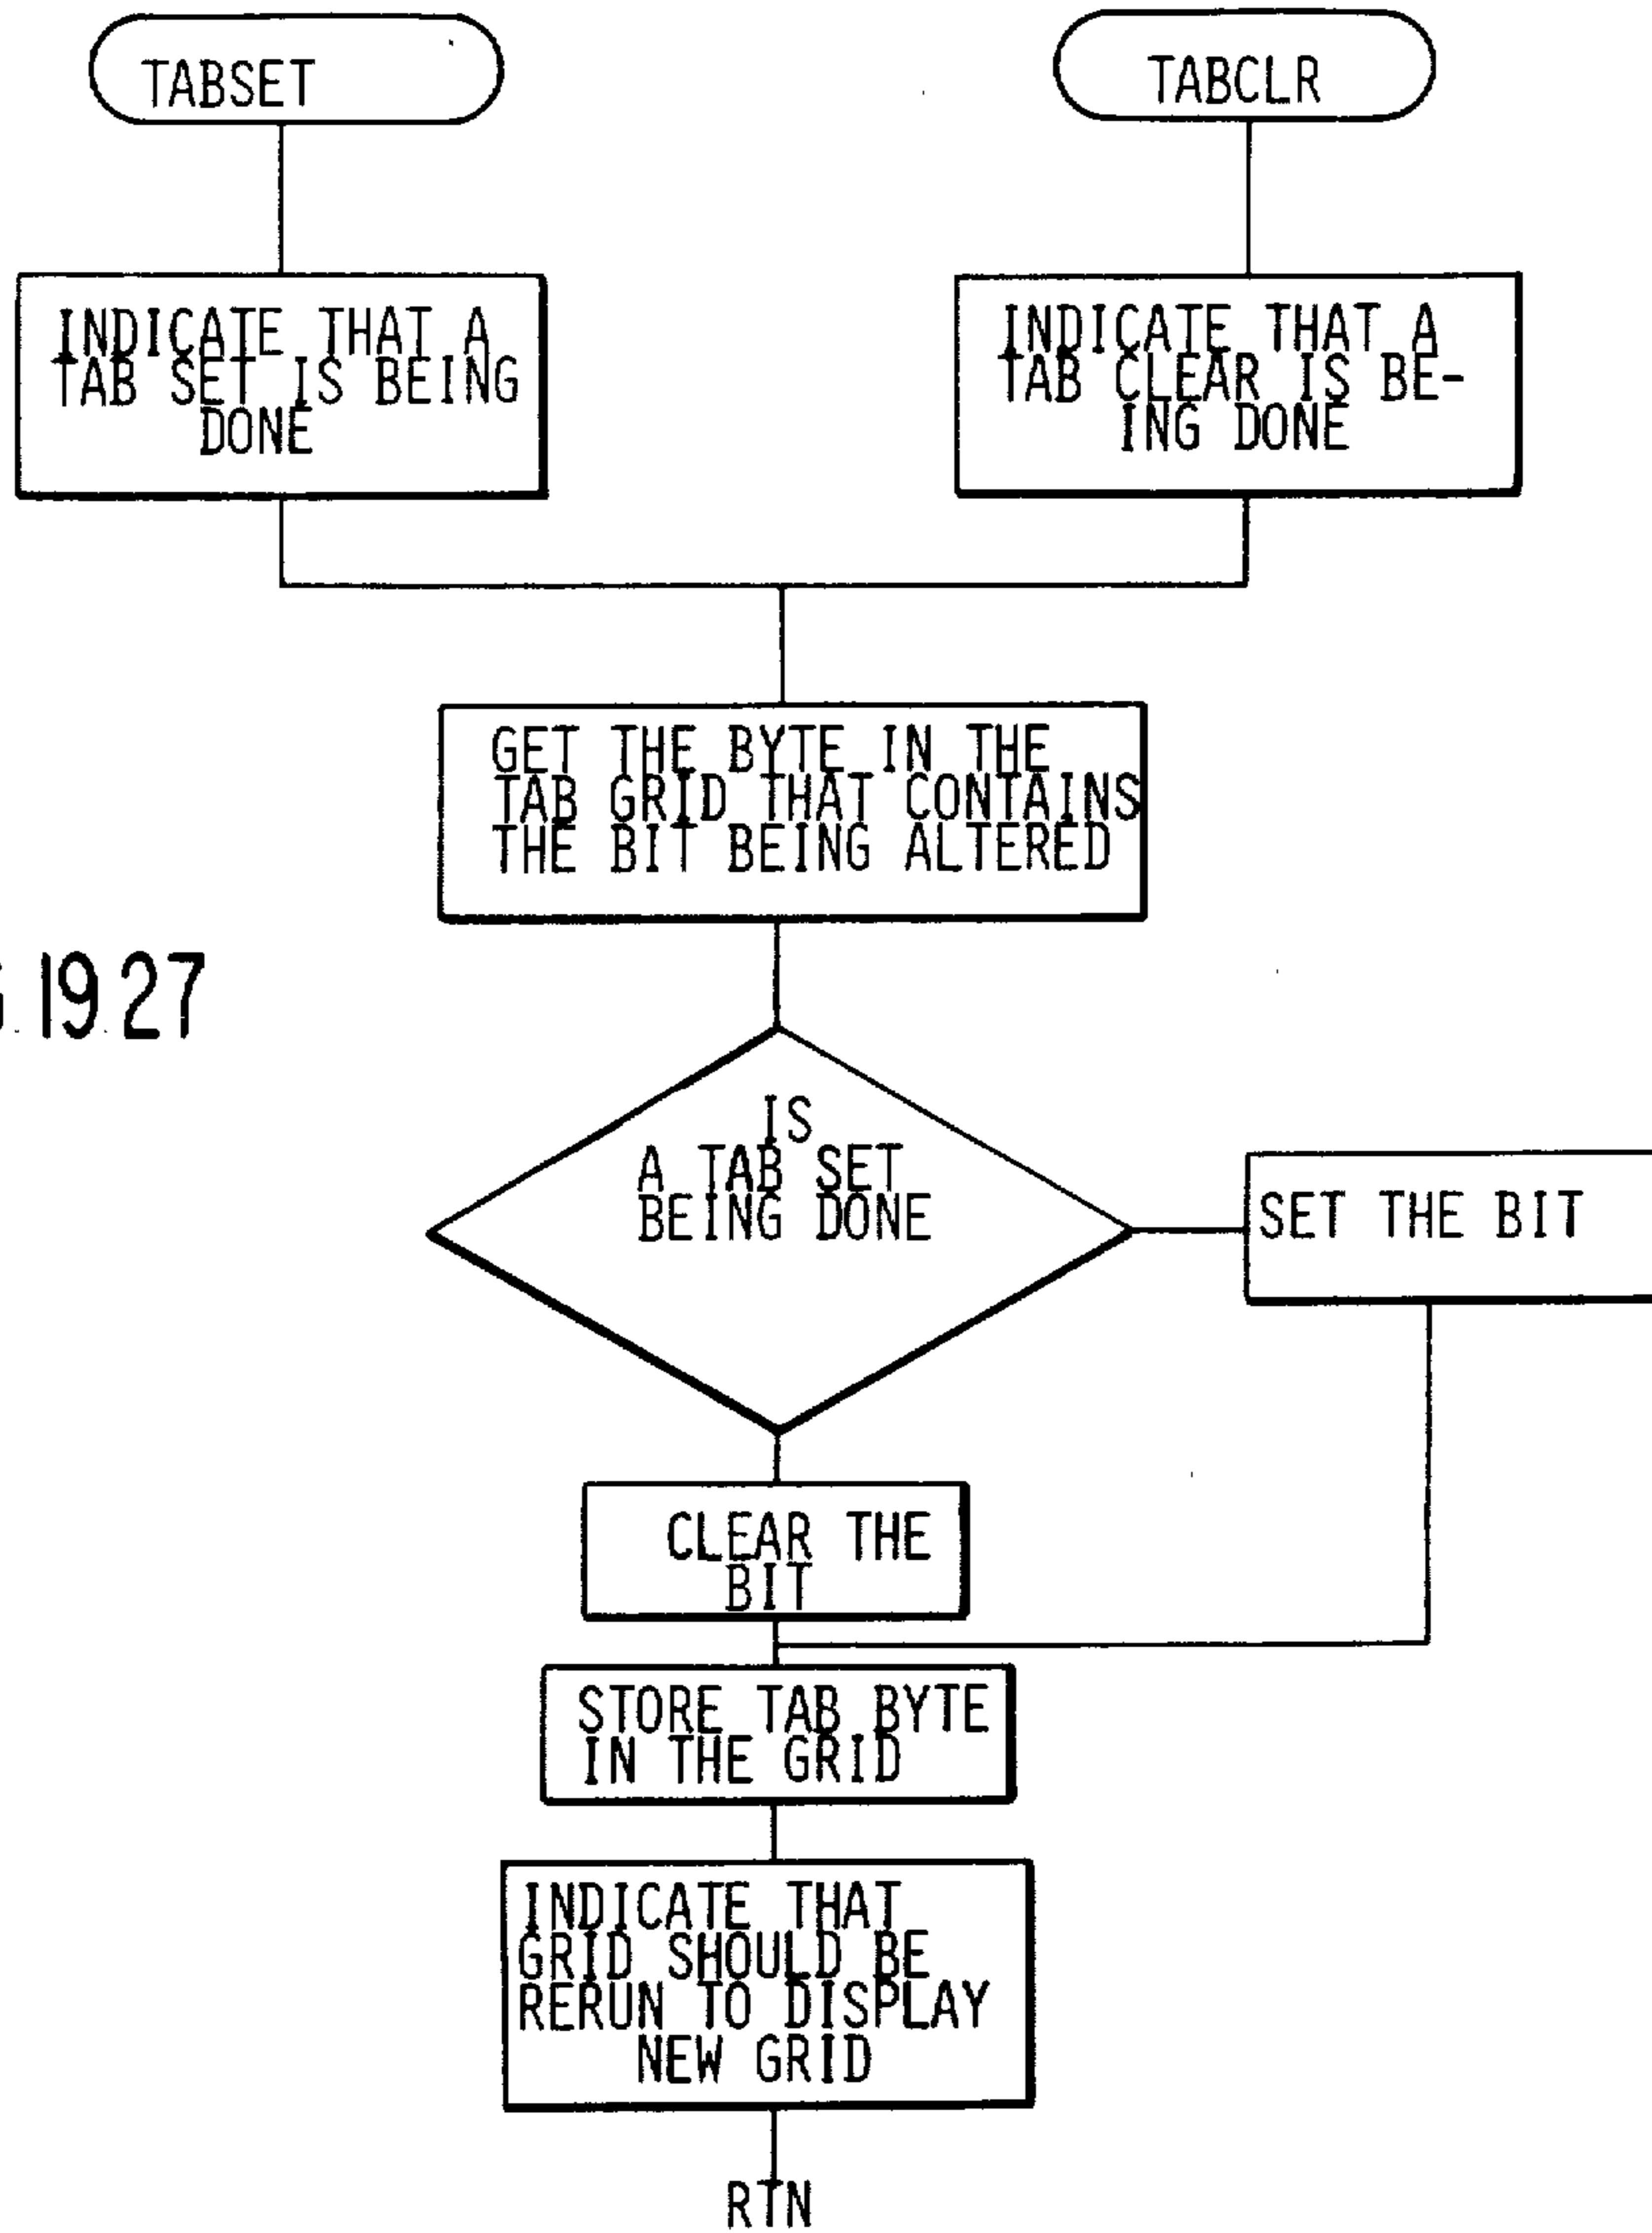 TABSET
TABCLR
INDICATE THAT A
TAB SET IS BEING
DONE
INDICATE THAT A
TAB CLEAR IS BE-
ING DONE
GET THE BYTE IN THE
TAB GRID THAT CONTAINS
THE BIT BEING ALTERED
19.27
IS
A TAB SET
BEING DONE
SET THE BIT
CLEAR THE
BIT
STORE TAB BYTE
IN THE GRID
INDICATE THAT
GRID SHOULD BE
RERUN TO DISPLAY
NEW GRID
RTN